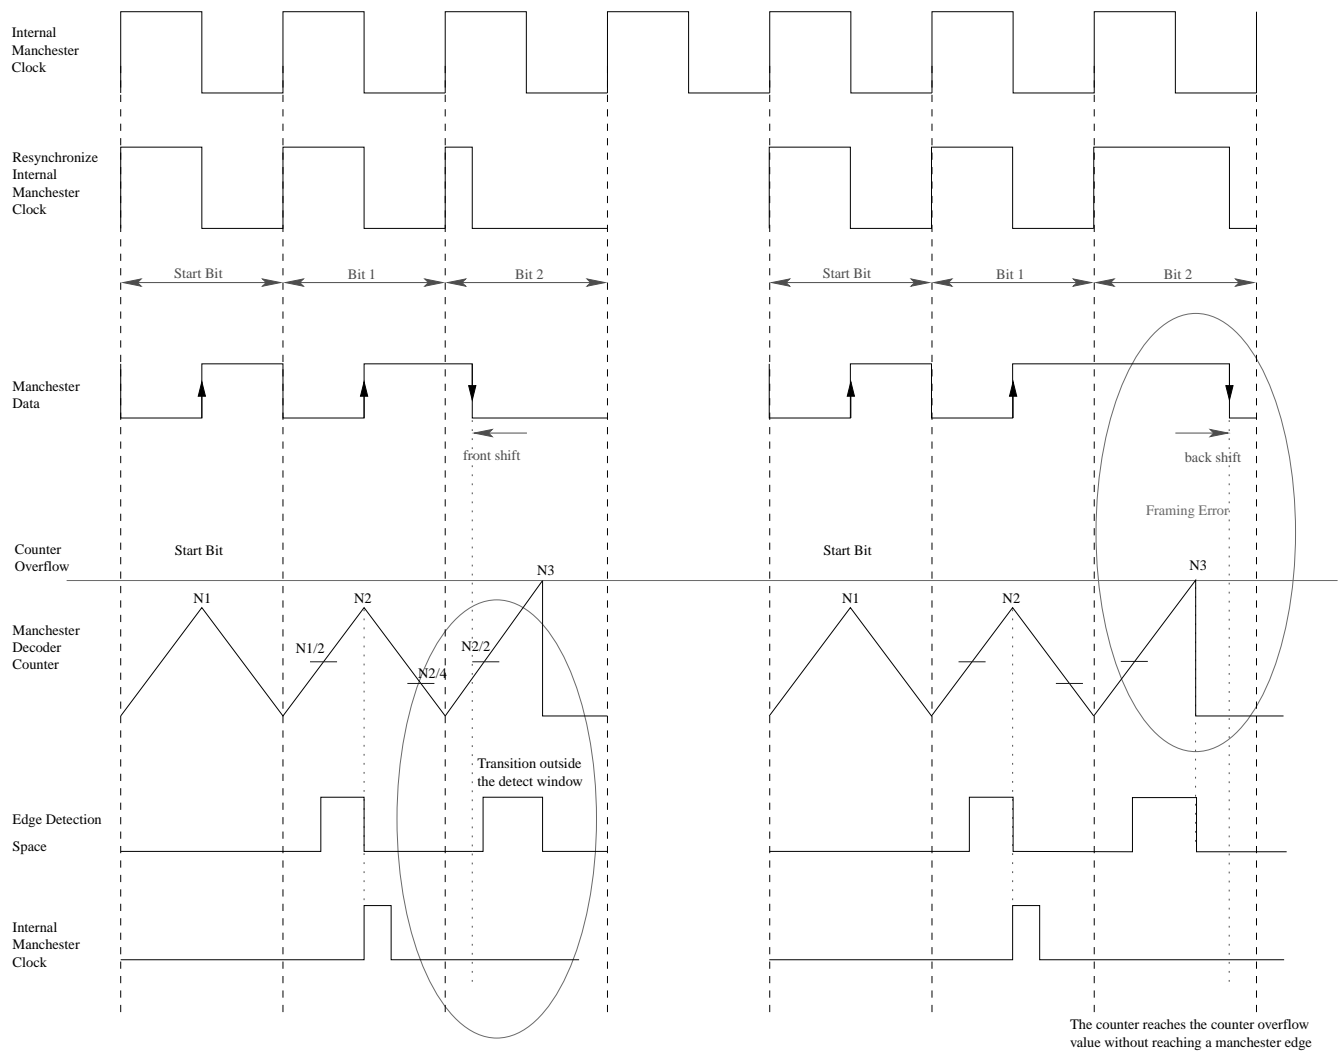 Internal
Manchester
Clock
Resynchronize
Internal
Manchester
Clock
Start Bit
Bit 1
Bit 2
Start Bit
Bit 1
Bit 2
Manchester
Data
front shift
back shift
Framing Error
Counter
Overflow
Start Bit
Start Bit
N3
N3
N1
N2
N1
N2
Manchester
Decoder
Counter
N1/2
N2/4
N2/2
Transition outside
the detect window
Edge Detection
Space
Internal
Manchester
Clock
The counter reaches the counter overflow
value without reaching a manchester edge